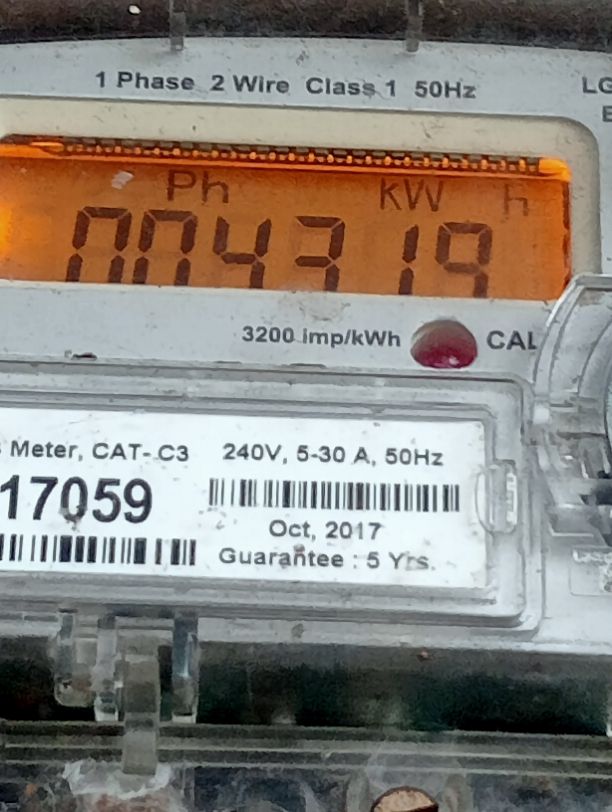 1 Phase 2 Wire Class 1 50Hz
LG
Ph KW h
004319
3200 imp/kWh CAL
Meter, CAT- C3 240V, 5-30 A, 50Hz
17059
Oct, 2017
Guarantee : 5 Yrs.